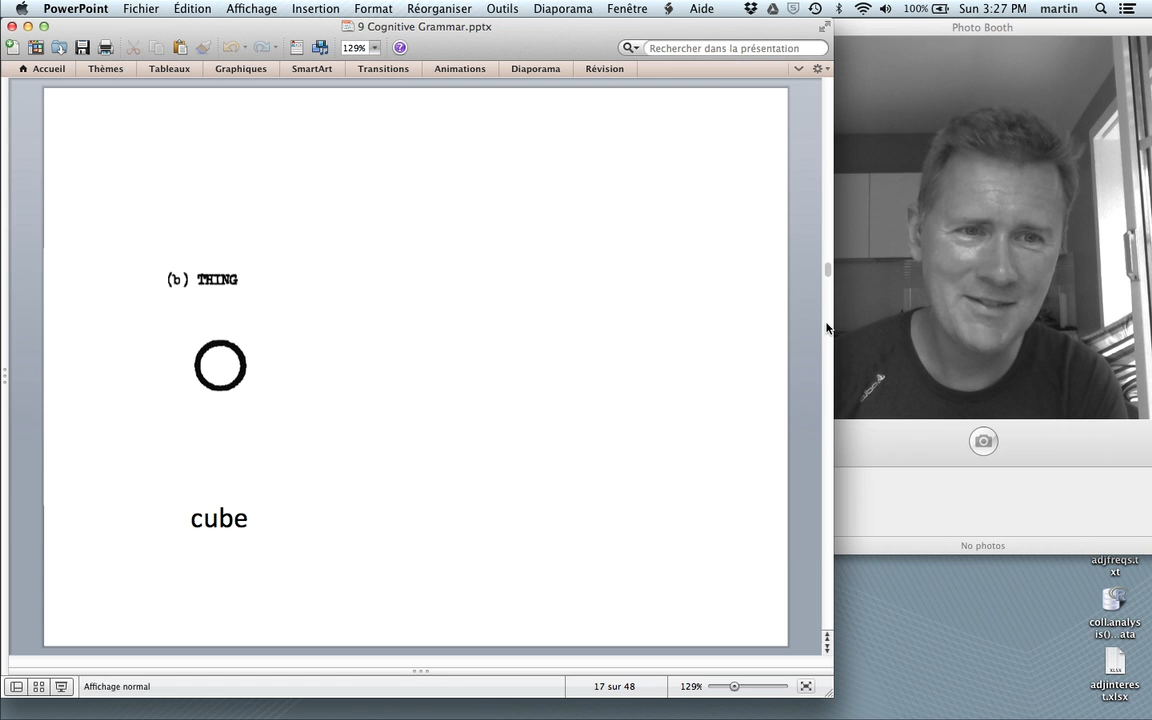 PowerPoint Fichier Édition Affichage Insertion Format Réorganiser Outils Diaporama Fenêtre Aide 100% Sun 3:27 PM martin
9 Cognitive Grammar.pptx
Photo Booth
129% Rechercher dans la présentation
Accueil Thèmes Tableaux Graphiques SmartArt Transitions Animations Diaporama Révision
(b) THING
cube
No photos
adjfreqs.t
xt
coll.analy
sis()...ata
adjinteres
t.xlsx
Affichage normal 17 sur 48 129%